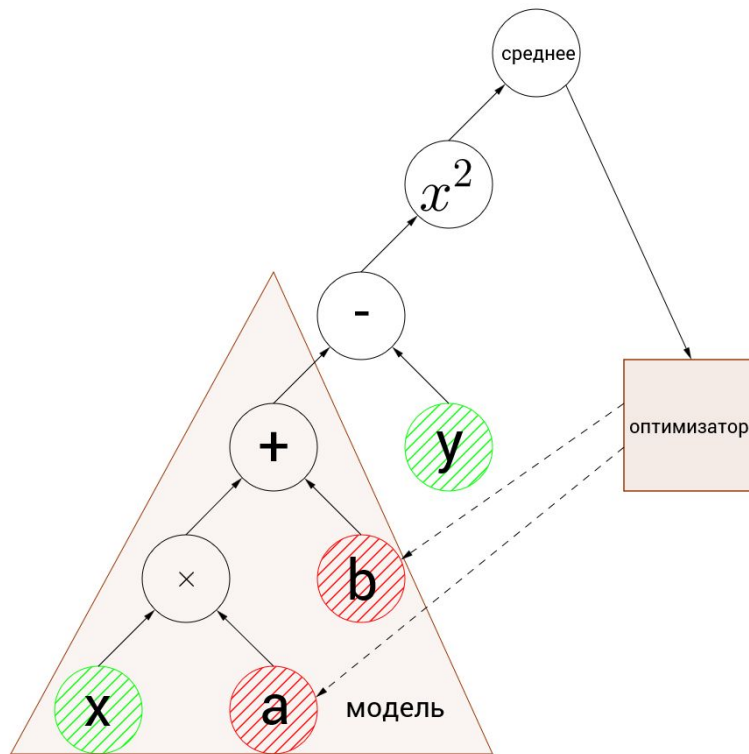 среднее
x²
-
+
y
оптимизатор
×
b
x
a
модель